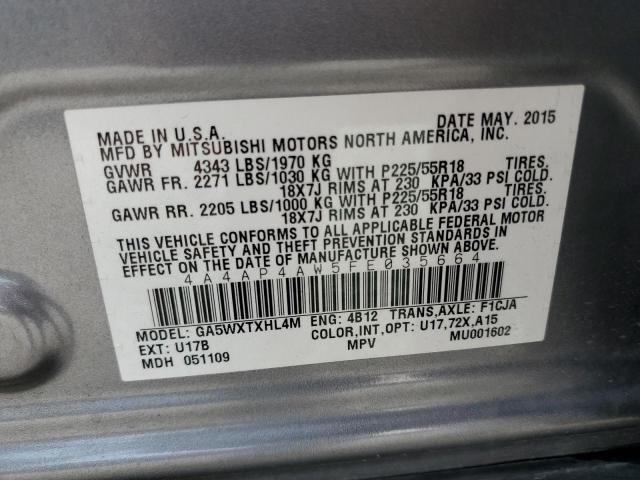 MADE IN U.S.A. DATE MAY. 2015
MFD BY MITSUBISHI MOTORS NORTH AMERICA, INC.
GVWR 4343 LBS/1970 KG
GAWR FR. 2271 LBS/1030 KG WITH P225/55R18 TIRES.
18X7J RIMS AT 230 KPA/33 PSI COLD.
GAWR RR. 2205 LBS/1000 KG WITH P225/55R18 TIRES.
18X7J RIMS AT 230 KPA/33 PSI COLD.
THIS VEHICLE CONFORMS TO ALL APPLICABLE FEDERAL MOTOR
VEHICLE SAFETY AND THEFT PREVENTION STANDARDS IN
EFFECT ON THE DATE OF MANUFACTURE SHOWN ABOVE.
4A4AP4AW5FE035664
MODEL: GA5WXTXHL4M ENG: 4B12 TRANS,AXLE: F1CJA
EXT: U17B COLOR,INT,OPT: U17,72X,A15
MDH 051109 MPV MU001602